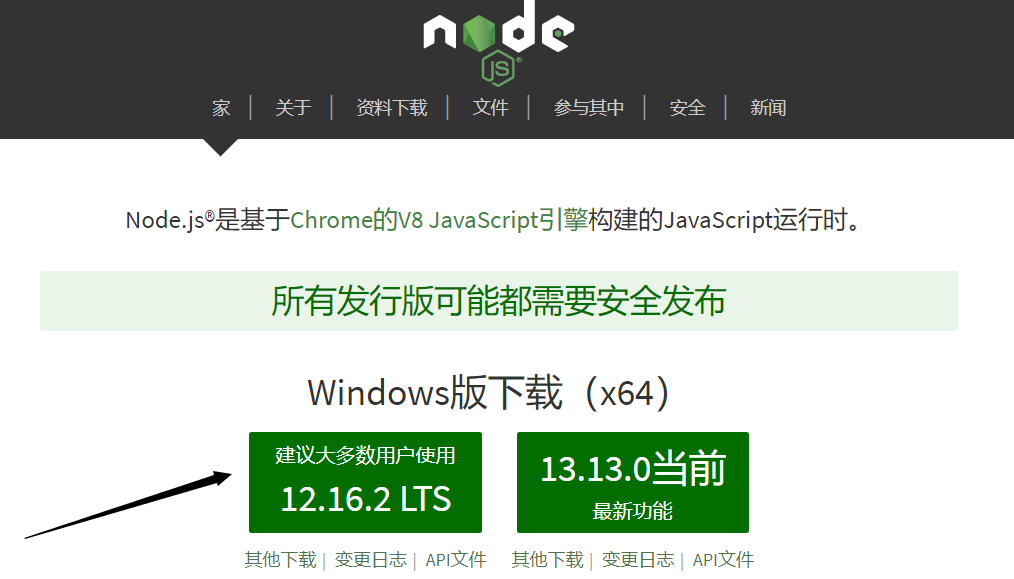 node
JS®
家 | 关于 | 资料下载 | 文件 | 参与其中 | 安全 | 新闻
Node.js®是基于Chrome的V8 JavaScript引擎构建的JavaScript运行时。
所有发行版可能都需要安全发布
Windows版下载（x64）
建议大多数用户使用
12.16.2 LTS
13.13.0当前
最新功能
其他下载 | 变更日志 | API文件
其他下载 | 变更日志 | API文件